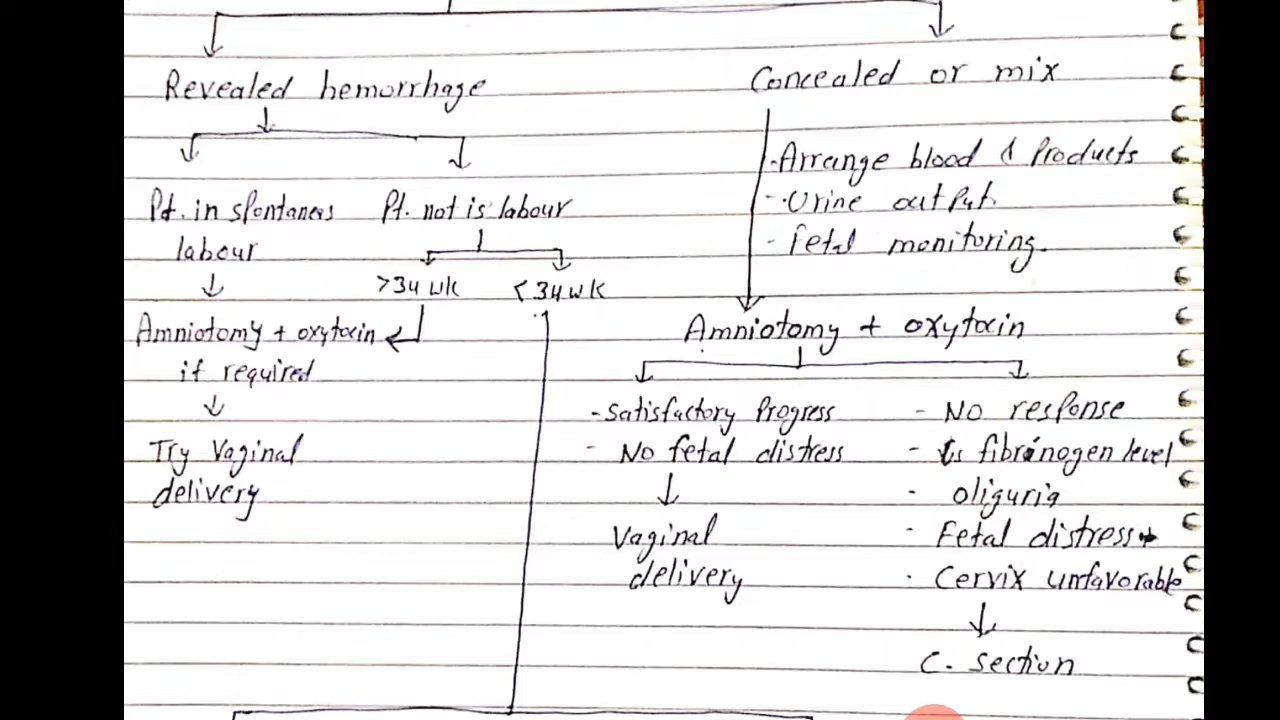 Revealed hemorrhage
Pt. in spontaneos
labour
Amniotomy + oxytocin
if required
Try Vaginal
delivery
Pt. not is labour
>34 wk
<34 wk
Concealed or mix
-Arrange blood & Products
- Urine output
- Fetal monitoring.
Amniotomy + oxytocin
-Satisfactory Progress
- No fetal distress
Vaginal
delivery
- No response
- ↓s fibrinogen level
- oliguria
- Fetal distress
- Cervix unfavorable
C. section